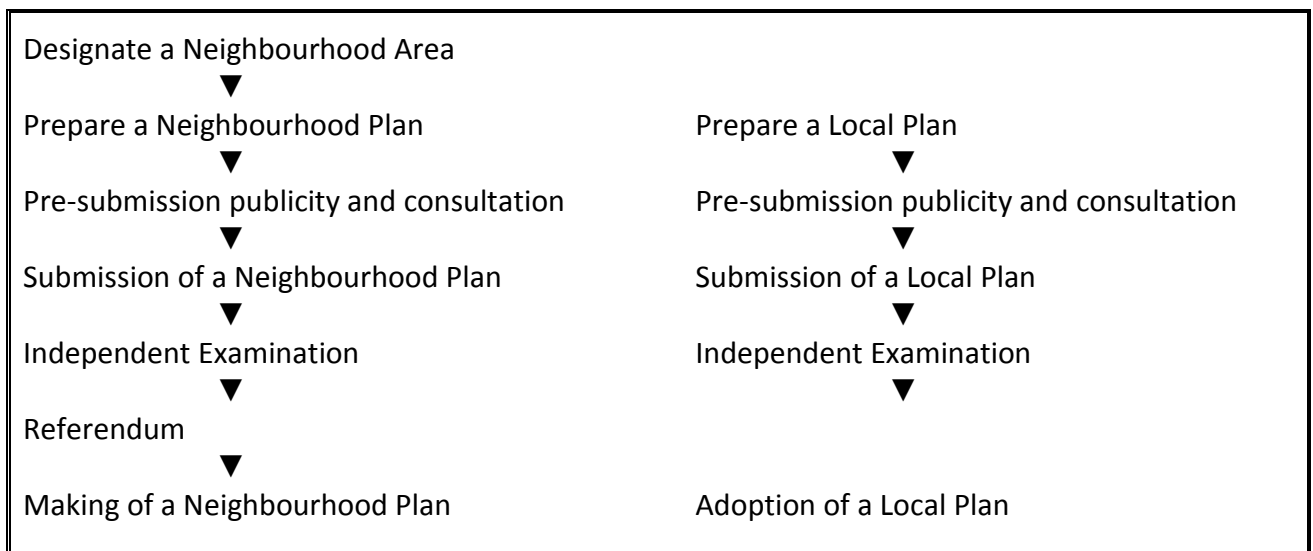 Designate a Neighbourhood Area
▼
Prepare a Neighbourhood Plan Prepare a Local Plan
▼ ▼
Pre-submission publicity and consultation Pre-submission publicity and consultation
▼ ▼
Submission of a Neighbourhood Plan Submission of a Local Plan
▼ ▼
Independent Examination Independent Examination
▼ ▼
Referendum
▼
Making of a Neighbourhood Plan Adoption of a Local Plan